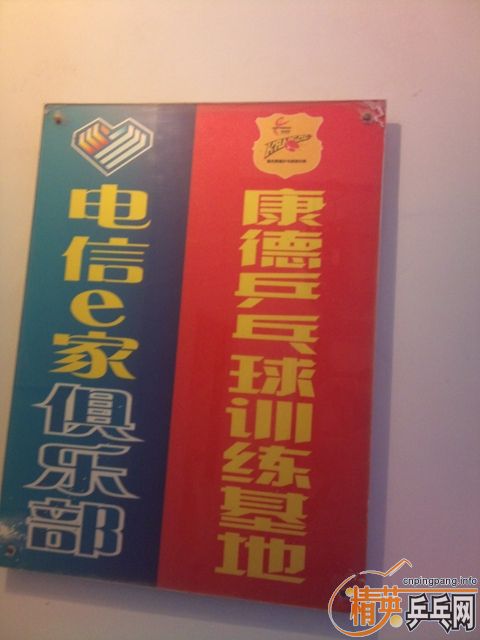 电信e家俱乐部
康德乒乓球训练基地
cnpingpang.info
精英乒乓网